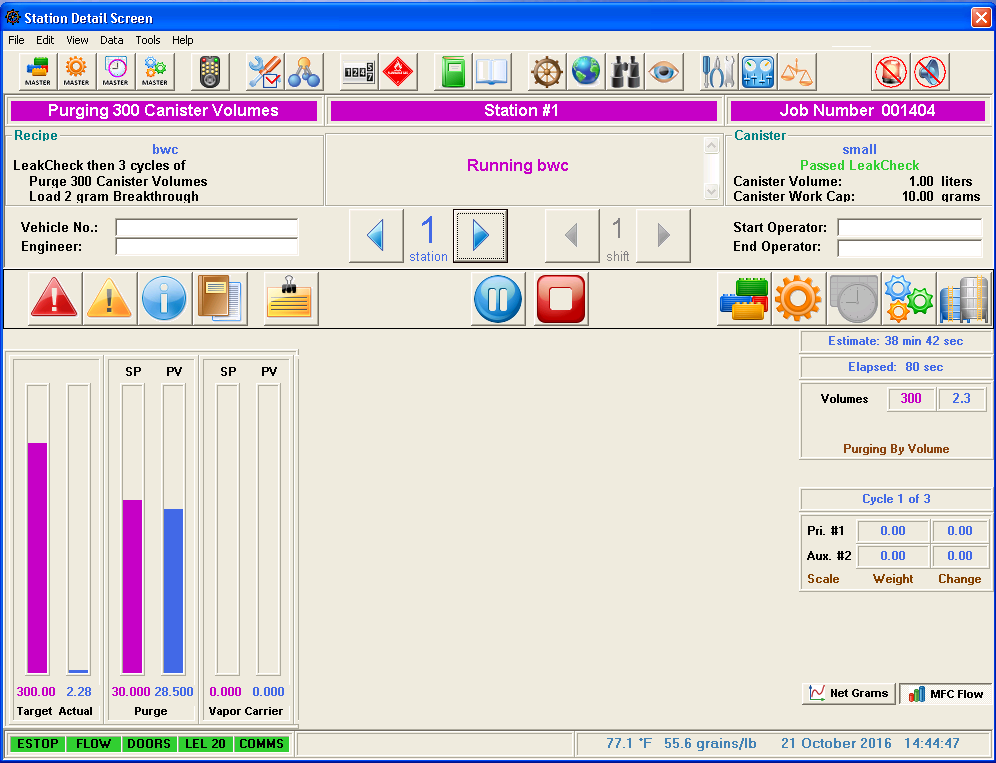 Station Detail Screen
File Edit View Data Tools Help
MASTER MASTER MASTER MASTER
Purging 300 Canister Volumes
Station #1
Job Number 001404
Recipe
bwc
LeakCheck then 3 cycles of
Purge 300 Canister Volumes
Load 2 gram Breakthrough
Running bwc
Canister
small
Passed LeakCheck
Canister Volume: 1.00 liters
Canister Work Cap: 10.00 grams
Vehicle No.:
Engineer:
1
station
1
shift
Start Operator:
End Operator:
Estimate: 38 min 42 sec
Elapsed: 80 sec
Volumes 300 2.3
Purging By Volume
Cycle 1 of 3
Pri. #1 0.00 0.00
Aux. #2 0.00 0.00
Scale Weight Change
SP PV SP PV
300.00 2.28 30.000 28.500 0.000 0.000
Target Actual Purge Vapor Carrier
Net Grams MFC Flow
ESTOP FLOW DOORS LEL 20 COMMS
77.1 °F 55.6 grains/lb 21 October 2016 14:44:47